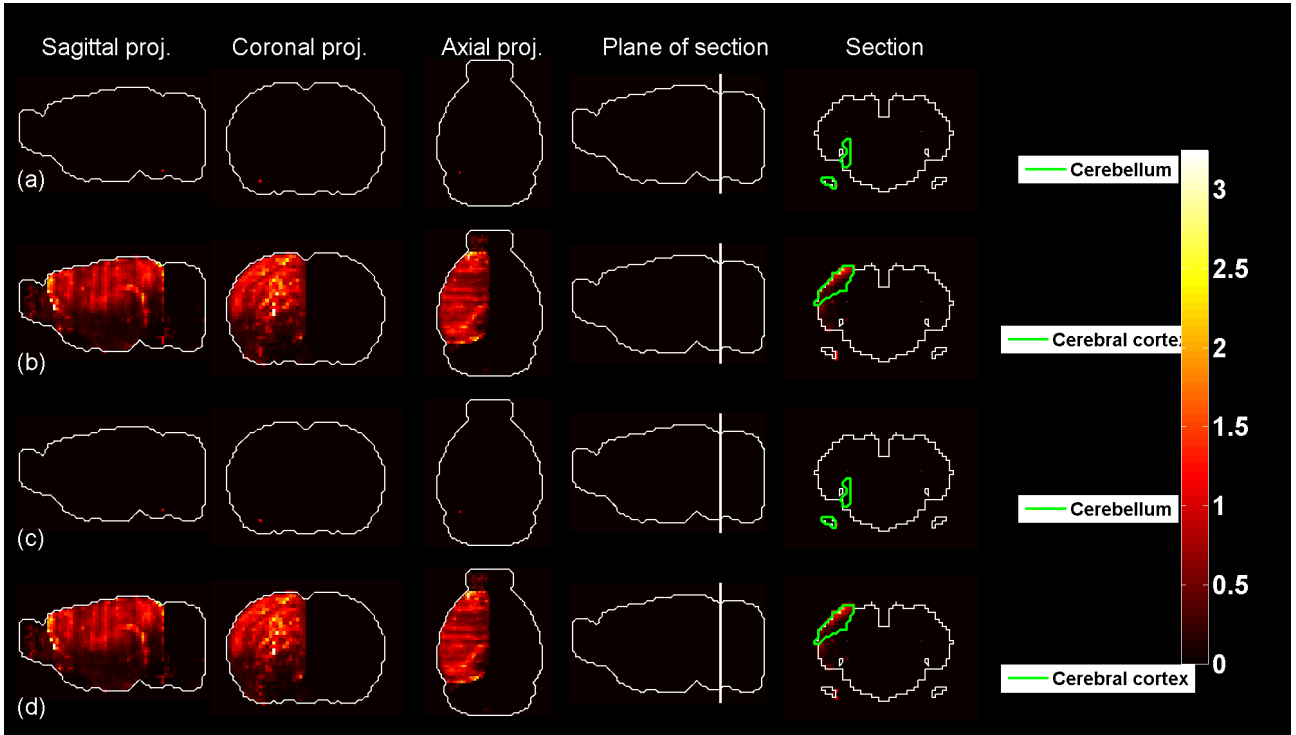 Sagittal proj. Coronal proj. Axial proj. Plane of section Section
(a)
Cerebellum
(b)
Cerebral cortex
(c)
Cerebellum
(d)
Cerebral cortex
3
2.5
2
1.5
1
0.5
0